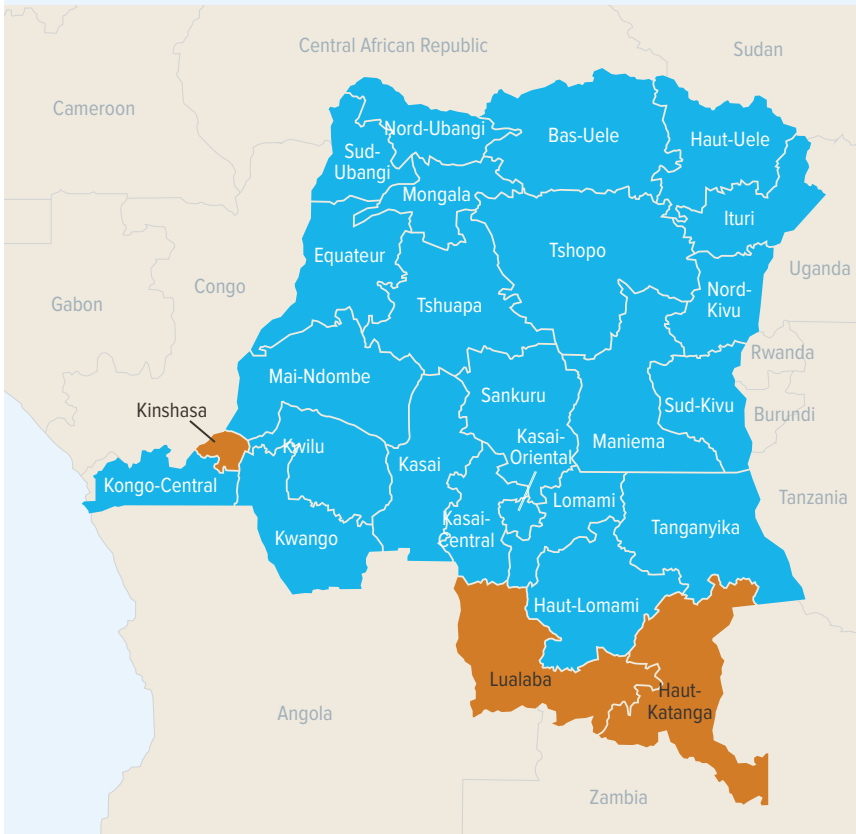 Central African Republic
Sudan
Cameroon
Nord-Ubangi
Bas-Uele
Haut-Uele
Sud-
Ubangi
Mongala
Ituri
Equateur
Tshopo
Uganda
Congo
Nord-
Kivu
Gabon
Tshuapa
Rwanda
Mai-Ndombe
Sankuru
Sud-Kivu
Kinshasa
Burundi
Kwilu
Kasai-
Oriental
Maniema
Kasai
Kongo-Central
Lomami
Tanzania
Kasai-
Central
Tanganyika
Kwango
Haut-Lomami
Lualaba
Haut-
Katanga
Angola
Zambia